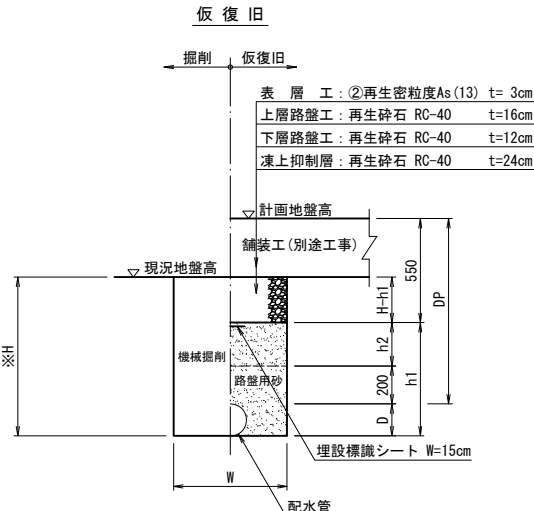 仮復旧
掘削 仮復旧
表層工：②再生密粒度As(13) t= 3cm
上層路盤工：再生砕石 RC-40 t=16cm
下層路盤工：再生砕石 RC-40 t=12cm
凍上抑制層：再生砕石 RC-40 t=24cm
計画地盤高
舗装工(別途工事)
現況地盤高
550
DP
H-h1
※H
機械掘削
h2
路盤用砂
200
h1
D
埋設標識シート W=15cm
W
配水管